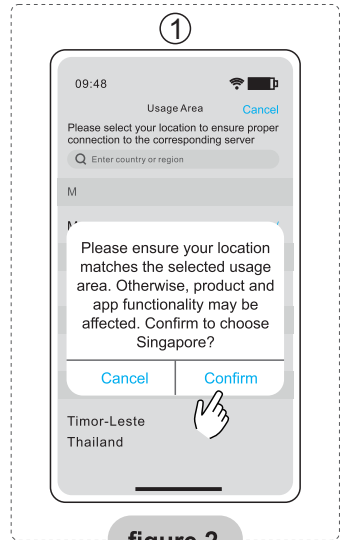 ①
09:48
Usage Area
Cancel
Please select your location to ensure proper
connection to the corresponding server
Enter country or region
M
Please ensure your location
matches the selected usage
area. Otherwise, product and
app functionality may be
affected. Confirm to choose
Singapore?
Cancel
Confirm
Timor-Leste
Thailand
figure 2